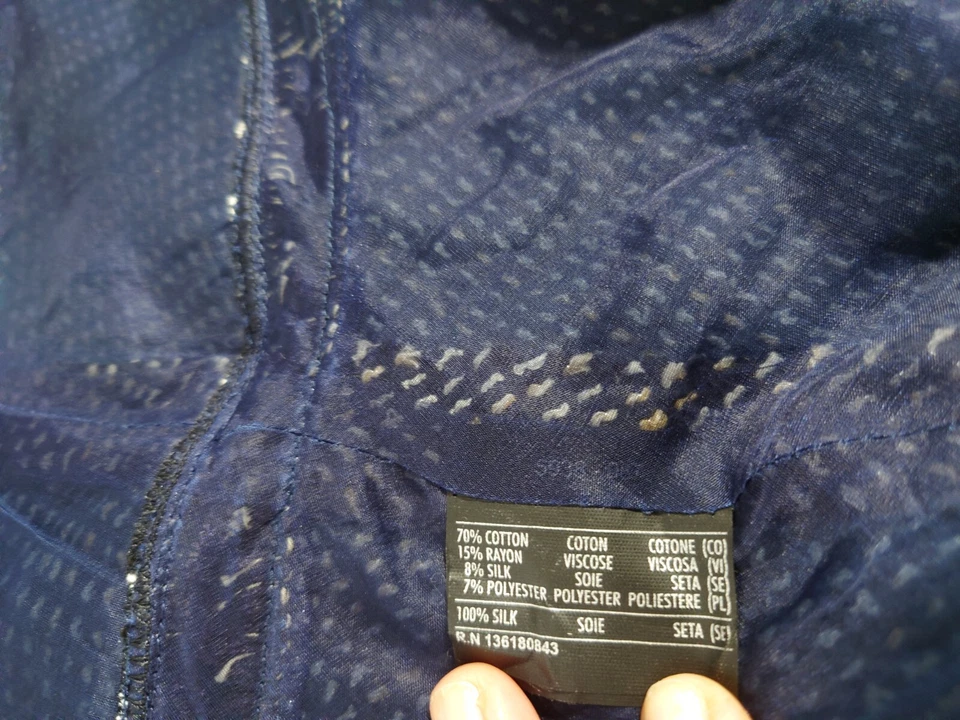 70% COTTON COTON COTONE (CO)
15% RAYON VISCOSE VISCOSA (VI)
8% SILK SOIE SETA (SE)
7% POLYESTER POLYESTER POLIESTERE (PL)
100% SILK SOIE SETA (SE)
R.N 136180843